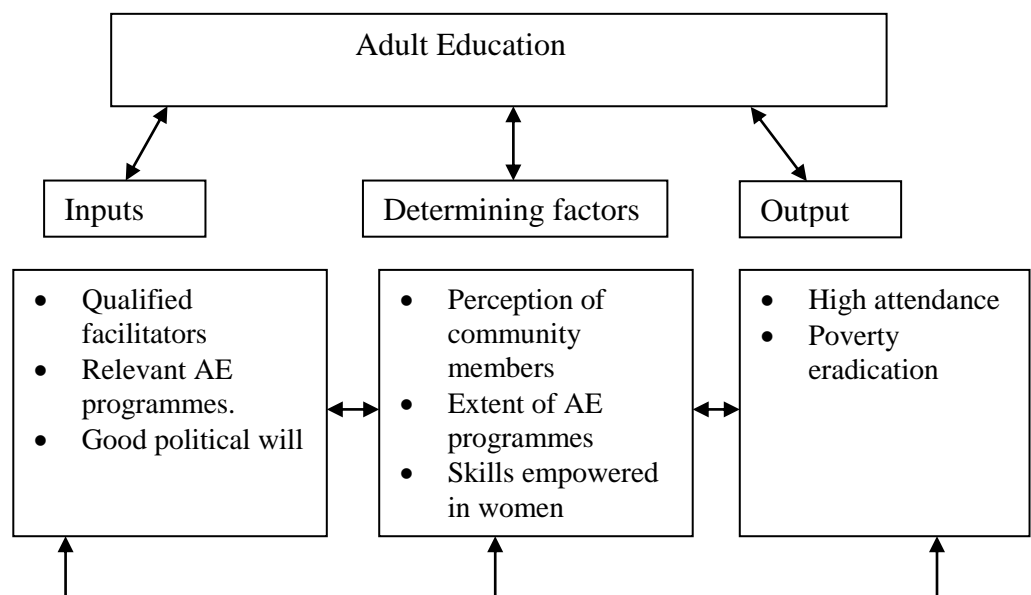 Adult Education
Inputs
Determining factors
Output
• Qualified
facilitators
• Relevant AE
programmes.
• Good political will
• Perception of
community
members
• Extent of AE
programmes
• Skills empowered
in women
• High attendance
• Poverty
eradication